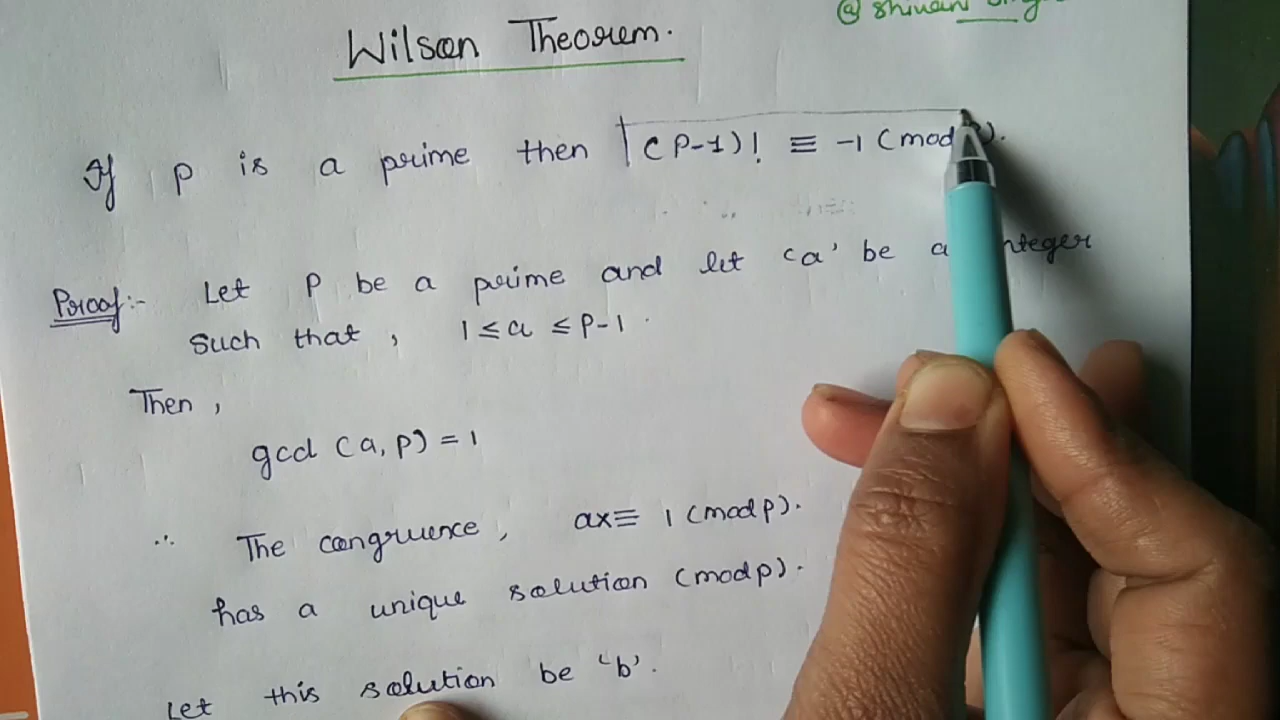 @ Shivani
Wilson Theorem.
If p is a prime then (P-1)! ≡ -1 (mod ).
Proof:- Let P be a prime and let 'a' be a
such that, 1 ≤ a ≤ P-1.
Then,
gcd (a, p) = 1
∴ The congruence, ax ≡ 1 (mod p).
has a unique solution (mod p).
Let this solution be 'b'.